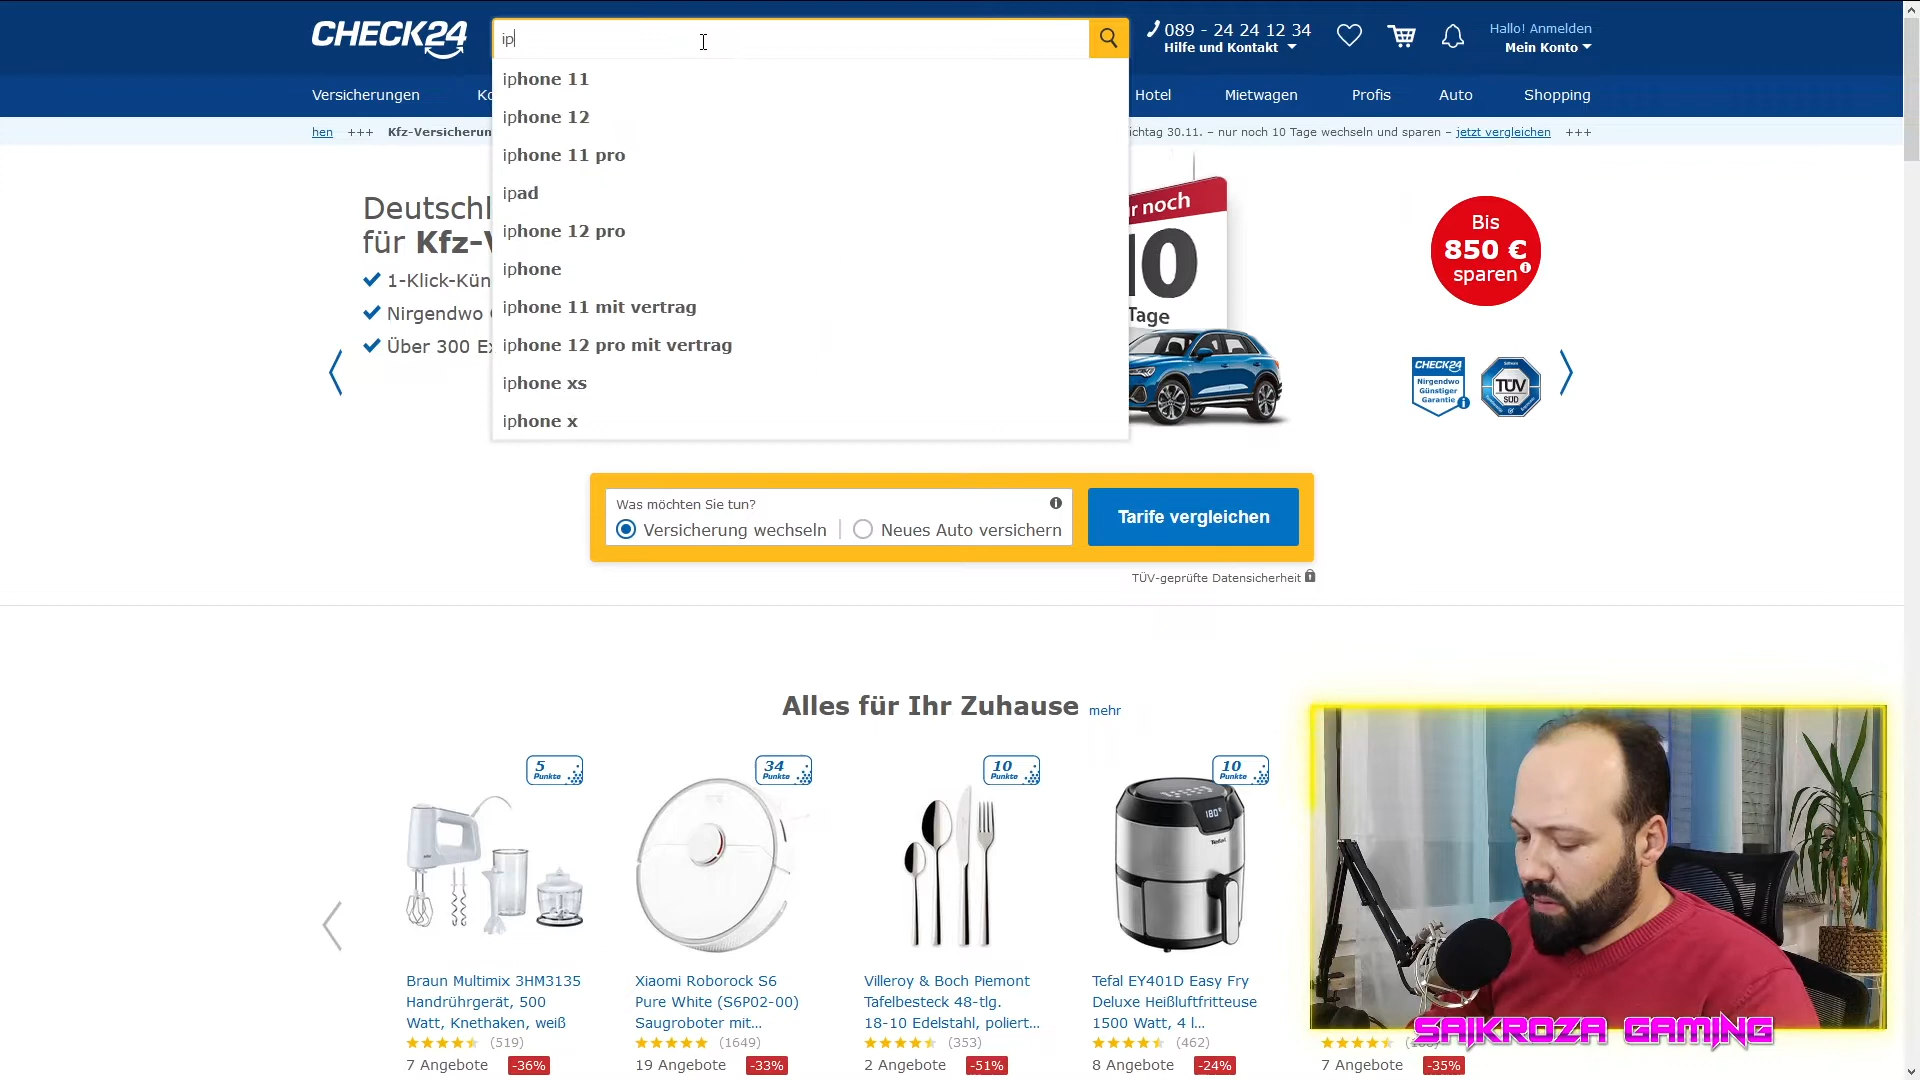 CHECK24
ip
089 - 24 24 12 34
Hilfe und Kontakt
Hallo! Anmelden
Mein Konto
iphone 11
iphone 12
iphone 11 pro
ipad
iphone 12 pro
iphone
iphone 11 mit vertrag
iphone 12 pro mit vertrag
iphone xs
iphone x
Versicherungen
Hotel
Mietwagen
Profis
Auto
Shopping
hen +++ Kfz-Versicherun
ichtag 30.11. – nur noch 10 Tage wechseln und sparen – jetzt vergleichen +++
Deutschl
für Kfz-V
1-Klick-Kün
Nirgendwo
Über 300 Ex
r noch
10
Tage
Bis
850 €
sparen
CHECK24
Nirgendwo
Günstiger
Garantie
TÜV
SÜD
Was möchten Sie tun?
Versicherung wechseln
Neues Auto versichern
Tarife vergleichen
TÜV-geprüfte Datensicherheit
Alles für Ihr Zuhause mehr
5
Punkte
34
Punkte
10
Punkte
10
Punkte
180°
Tefal
Braun Multimix 3HM3135
Handrührgerät, 500
Watt, Knethaken, weiß
(519)
7 Angebote -36%
Xiaomi Roborock S6
Pure White (S6P02-00)
Saugroboter mit...
(1649)
19 Angebote -33%
Villeroy & Boch Piemont
Tafelbesteck 48-tlg.
18-10 Edelstahl, poliert...
(353)
2 Angebote -51%
Tefal EY401D Easy Fry
Deluxe Heißluftfritteuse
1500 Watt, 4 l...
(462)
8 Angebote -24%
7 Angebote -35%
SAIKROZA GAMING